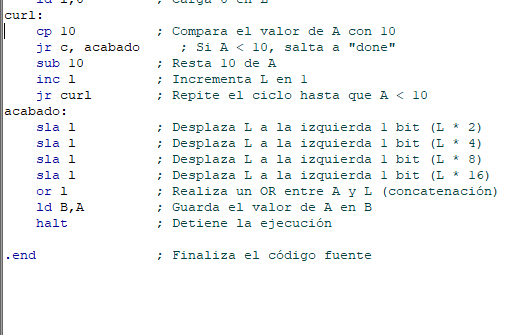 ld l,0 ; Carga 0 en L
curl:
cp 10 ; Compara el valor de A con 10
jr c, acabado ; Si A < 10, salta a "done"
sub 10 ; Resta 10 de A
inc l ; Incrementa L en 1
jr curl ; Repite el ciclo hasta que A < 10
acabado:
sla l ; Desplaza L a la izquierda 1 bit (L * 2)
sla l ; Desplaza L a la izquierda 1 bit (L * 4)
sla l ; Desplaza L a la izquierda 1 bit (L * 8)
sla l ; Desplaza L a la izquierda 1 bit (L * 16)
or l ; Realiza un OR entre A y L (concatenación)
ld B,A ; Guarda el valor de A en B
halt ; Detiene la ejecución
.end ; Finaliza el código fuente